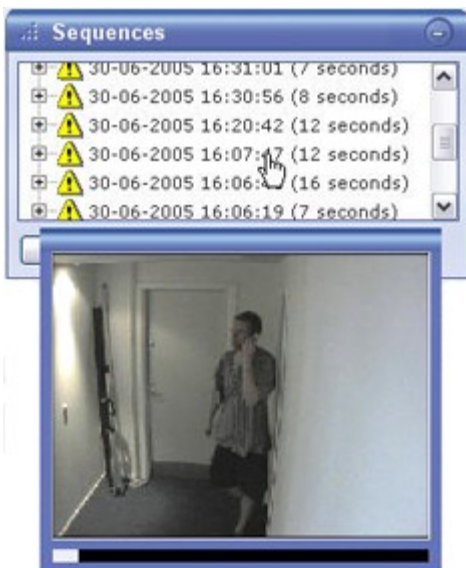 Sequences
30-06-2005 16:31:01 (7 seconds)
30-06-2005 16:30:56 (8 seconds)
30-06-2005 16:20:42 (12 seconds)
30-06-2005 16:07:47 (12 seconds)
30-06-2005 16:06: (16 seconds)
30-06-2005 16:06:19 (7 seconds)